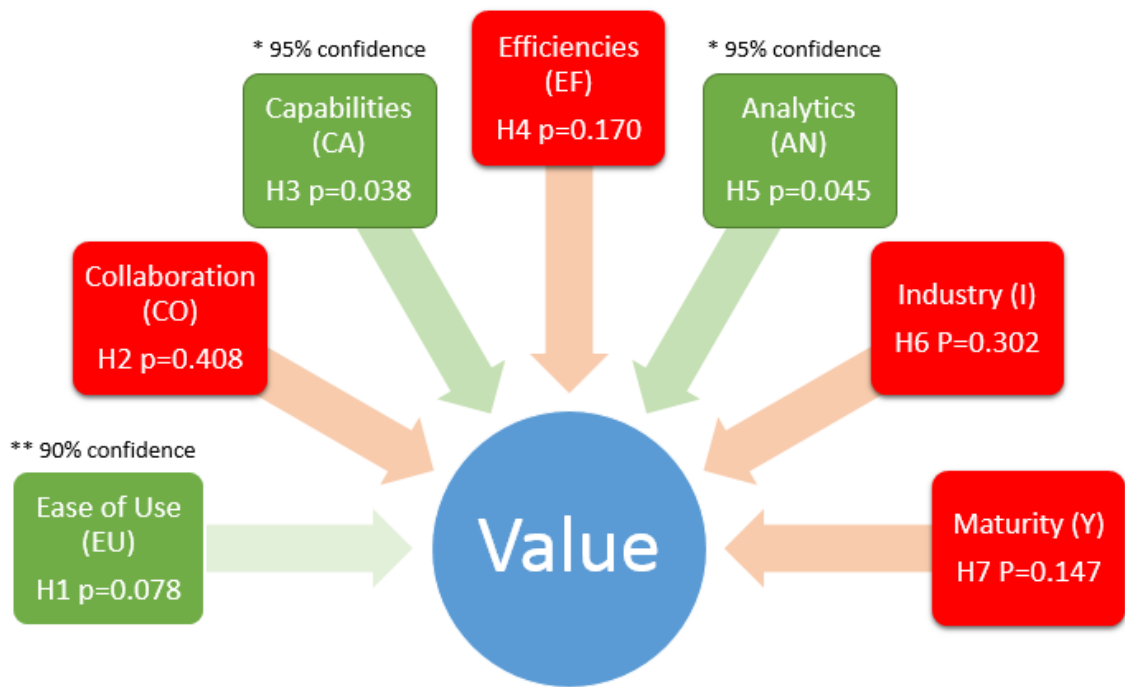 * 95% confidence
Efficiencies
(EF)
H4 p=0.170
* 95% confidence
Capabilities
(CA)
H3 p=0.038
Analytics
(AN)
H5 p=0.045
Collaboration
(CO)
H2 p=0.408
Industry (I)
H6 P=0.302
** 90% confidence
Ease of Use
(EU)
H1 p=0.078
Value
Maturity (Y)
H7 P=0.147